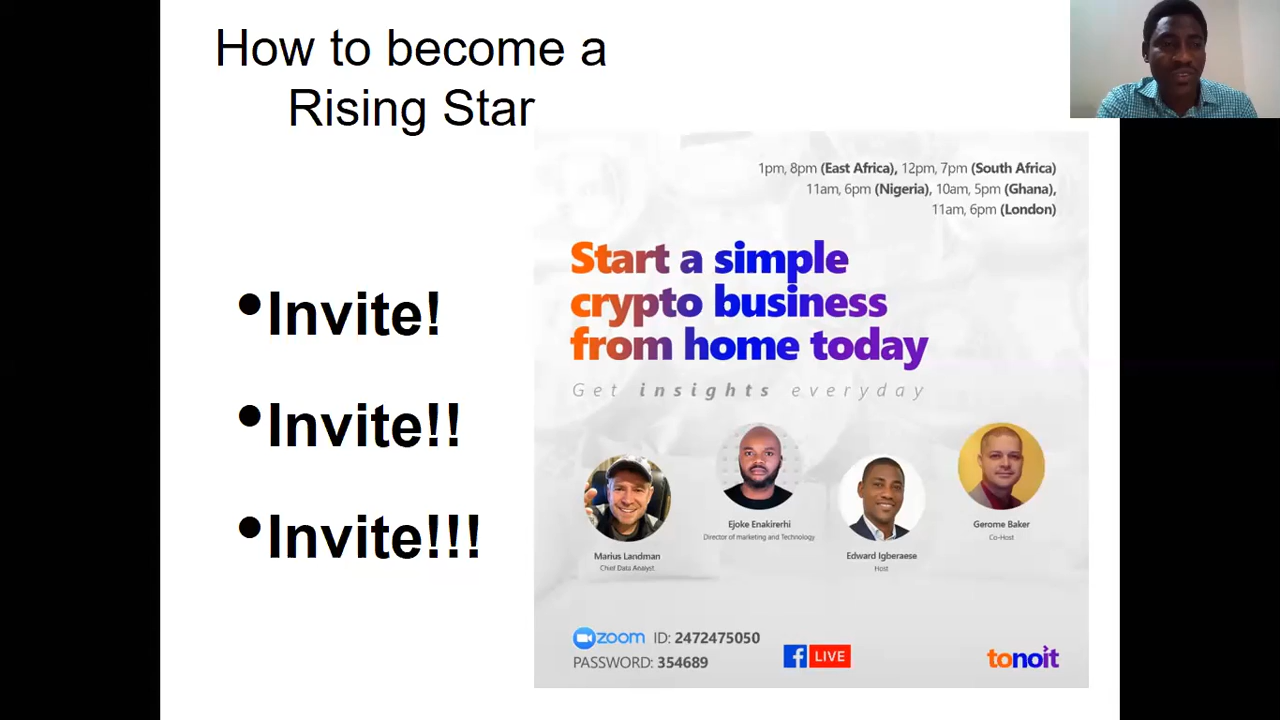 How to become a
Rising Star
•Invite!
•Invite!!
•Invite!!!
1pm, 8pm (East Africa), 12pm, 7pm (South Africa)
11am, 6pm (Nigeria), 10am, 5pm (Ghana),
11am, 6pm (London)
Start a simple
crypto business
from home today
Get insights everyday
Marius Landman
Chief Data Analyst
Ejoke Enakirerhi
Director of marketing and Technology
Edward Igberaese
Host
Gerome Baker
Co-Host
zoom ID: 2472475050
PASSWORD: 354689
f LIVE
tonoit